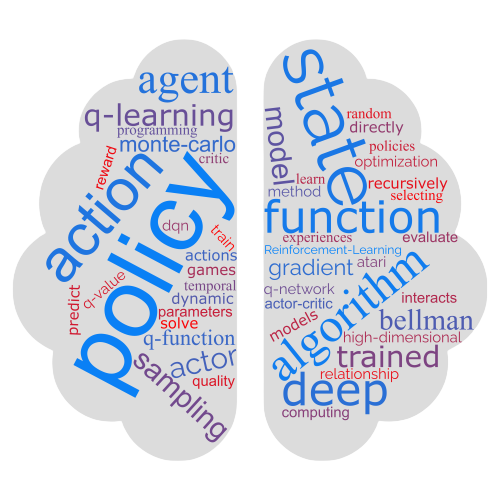 agent
q-learning
programming
monte-carlo
critic
reward
action
policy
dqn
train
actions
games
q-value
temporal
dynamic
predict
parameters
solve
q-function
actor
sampling
quality
state
model
random
directly
policies
optimization
learn
method
recursively
selecting
function
experiences
evaluate
Reinforcement-Learning
gradient
atari
algorithm
q-network
actor-critic
interacts
models
bellman
high-dimensional
trained
relationship
deep
computing